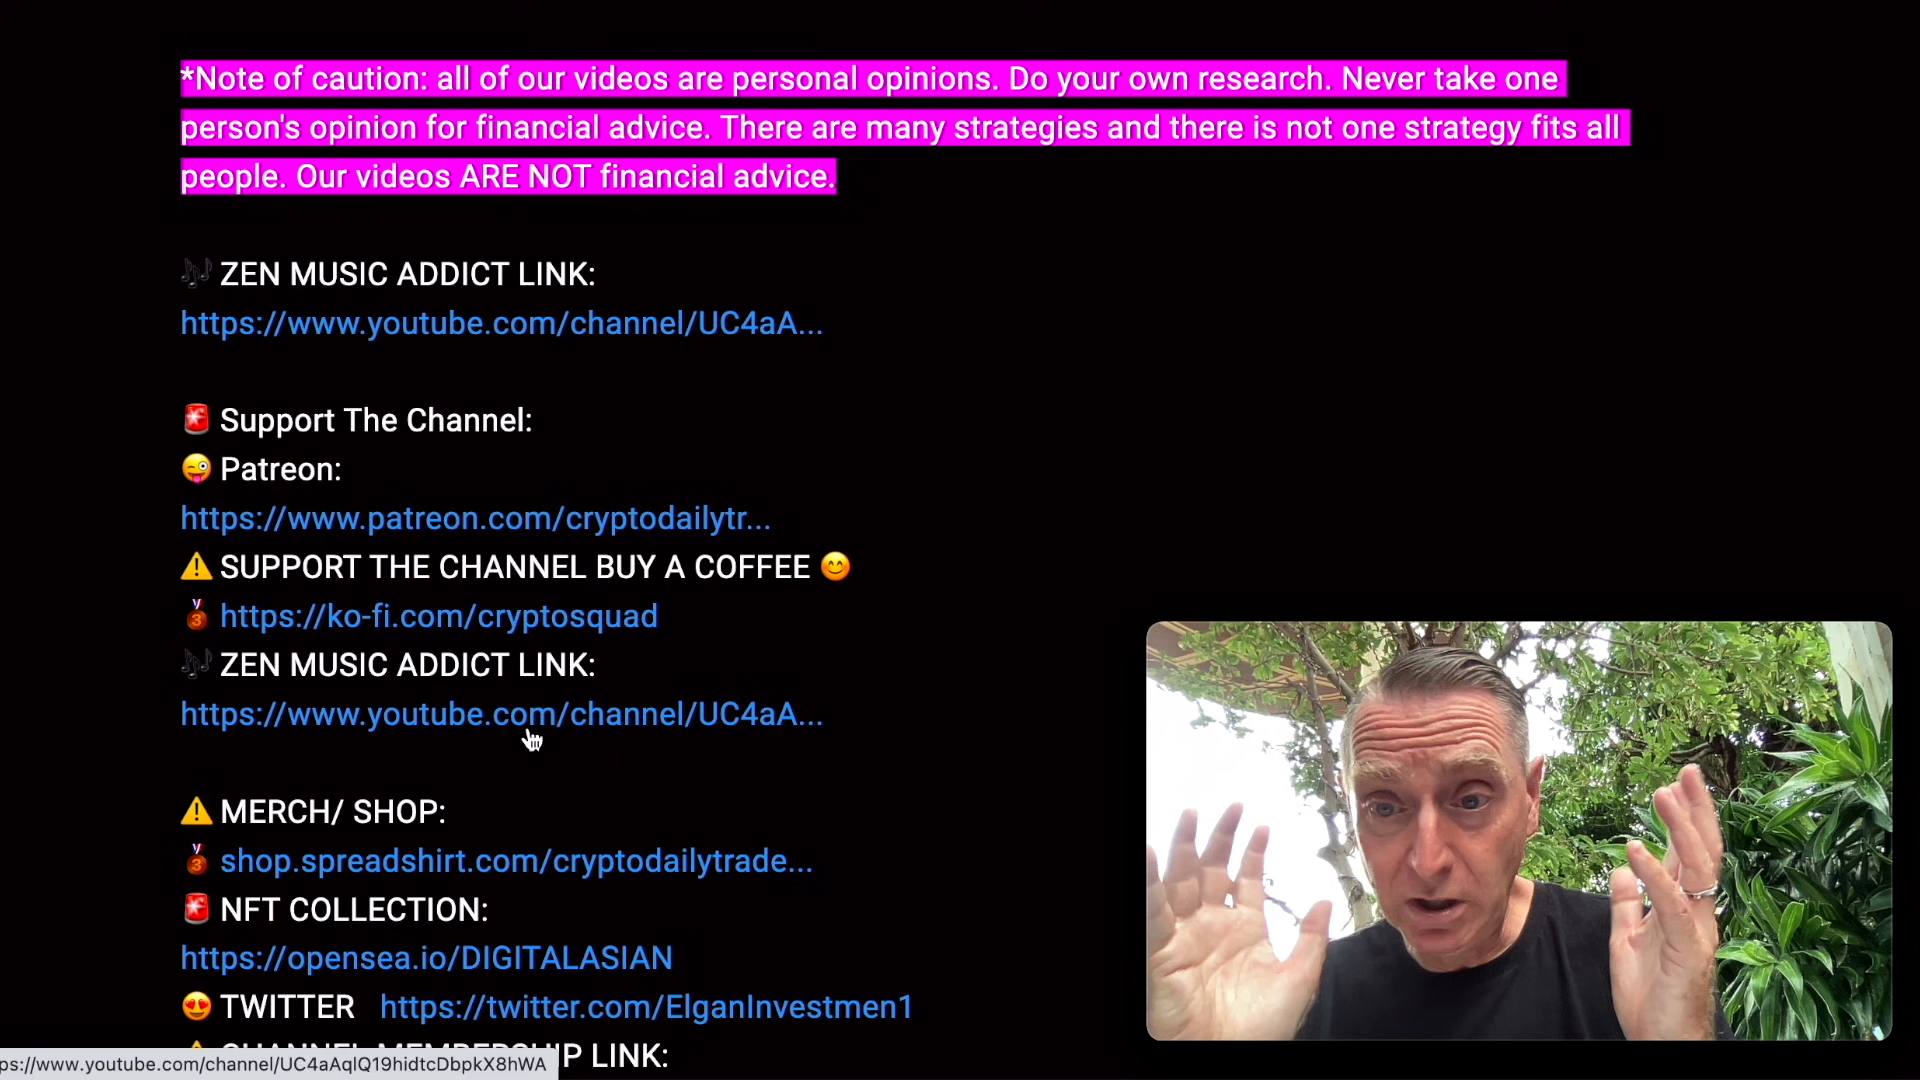 *Note of caution: all of our videos are personal opinions. Do your own research. Never take one
person's opinion for financial advice. There are many strategies and there is not one strategy fits all
people. Our videos ARE NOT financial advice.
🎶 ZEN MUSIC ADDICT LINK:
https://www.youtube.com/channel/UC4aA...
🚨 Support The Channel:
😜 Patreon:
https://www.patreon.com/cryptodailytr...
⚠️ SUPPORT THE CHANNEL BUY A COFFEE 😊
🥉 https://ko-fi.com/cryptosquad
🎶 ZEN MUSIC ADDICT LINK:
https://www.youtube.com/channel/UC4aA...
⚠️ MERCH/ SHOP:
🥉 shop.spreadshirt.com/cryptodailytrade...
🚨 NFT COLLECTION:
https://opensea.io/DIGITALASIAN
😍 TWITTER https://twitter.com/ElganInvestmen1
⚠️ CHANNEL MEMBERSHIP LINK:
ps://www.youtube.com/channel/UC4aAqlQ19hidtcDbpkX8hWA